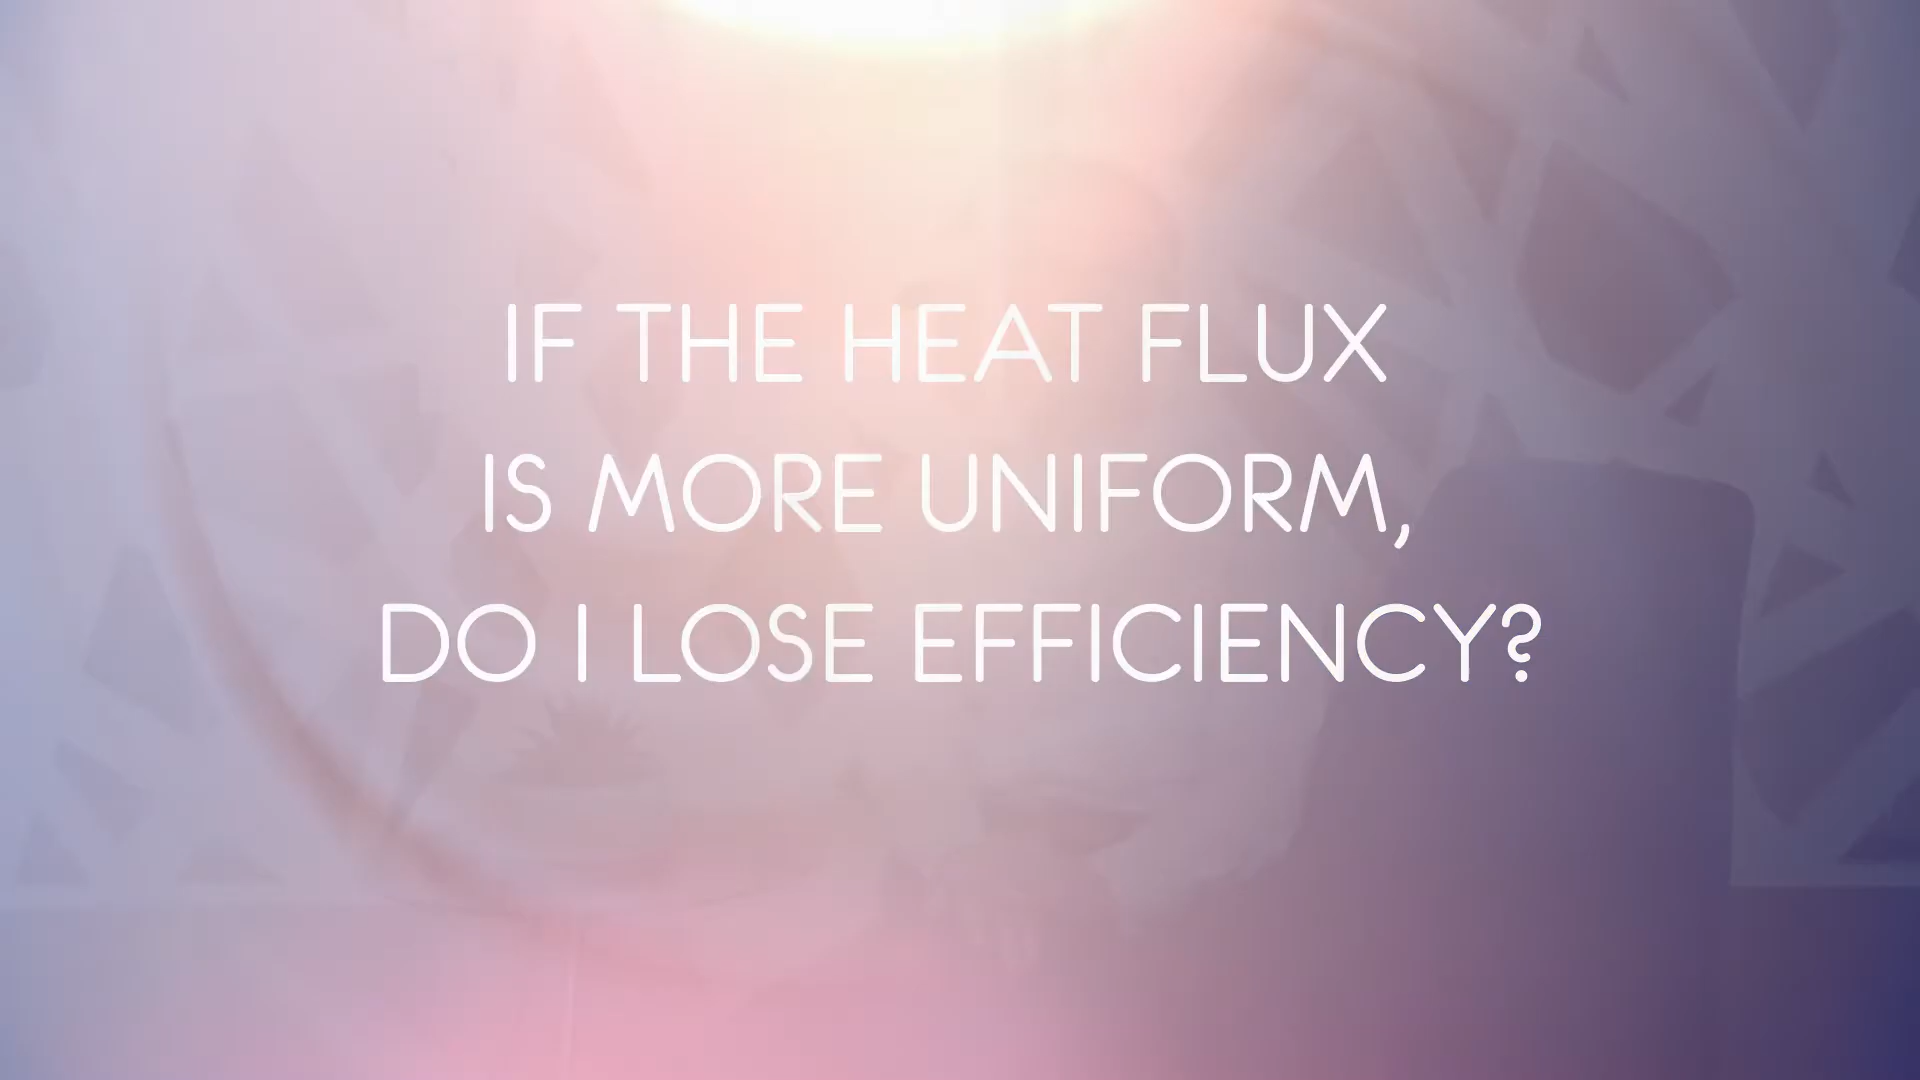 IF THE HEAT FLUX
IS MORE UNIFORM,
DO I LOSE EFFICIENCY?